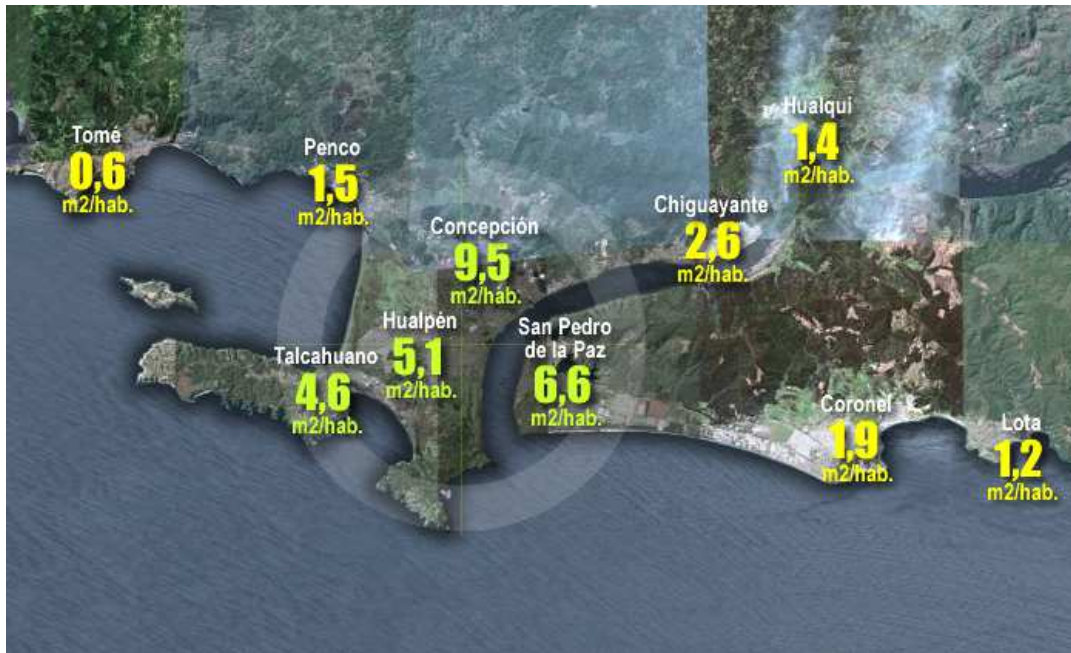 Tomé
0,6
m2/hab.
Penco
1,5
m2/hab.
Concepción
9,5
m2/hab.
Hualqui
1,4
m2/hab.
Chiguayante
2,6
m2/hab.
Talcahuano
4,6
m2/hab.
Hualpén
5,1
m2/hab.
San Pedro
de la Paz
6,6
m2/hab.
Coronel
1,9
m2/hab.
Lota
1,2
m2/hab.